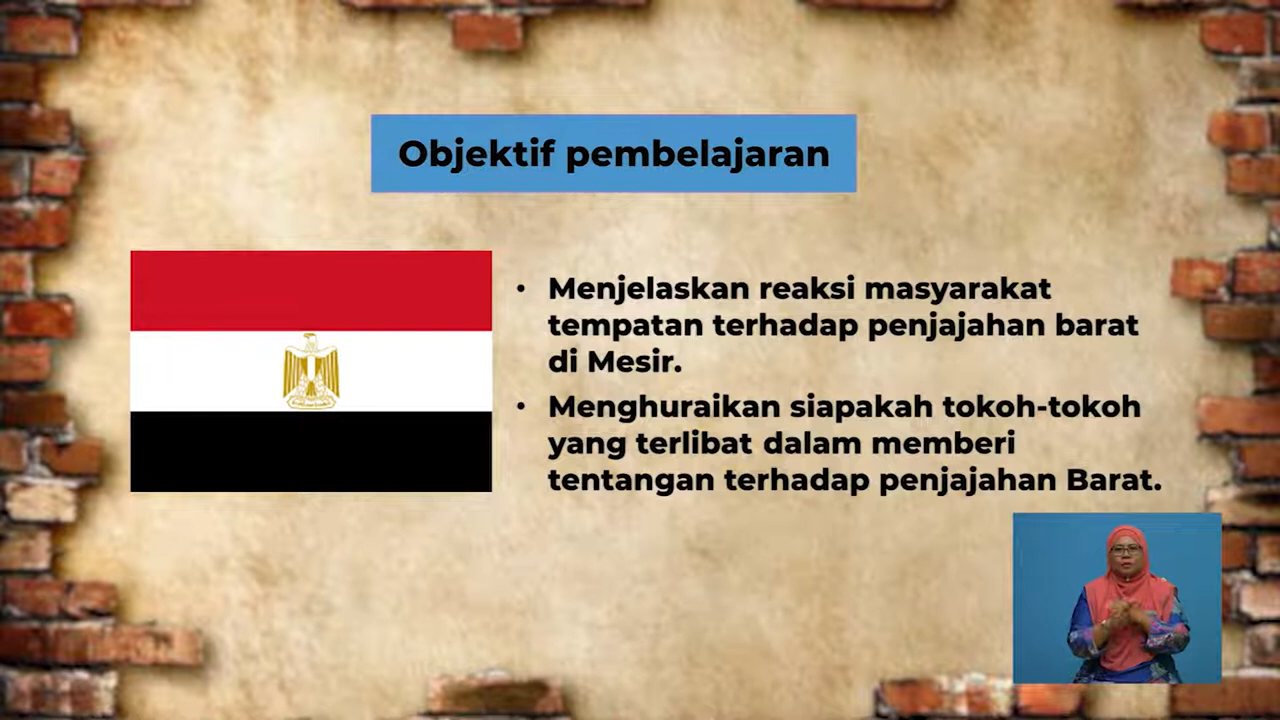 Objektif pembelajaran
• Menjelaskan reaksi masyarakat
tempatan terhadap penjajahan barat
di Mesir.
• Menghuraikan siapakah tokoh-tokoh
yang terlibat dalam memberi
tentangan terhadap penjajahan Barat.